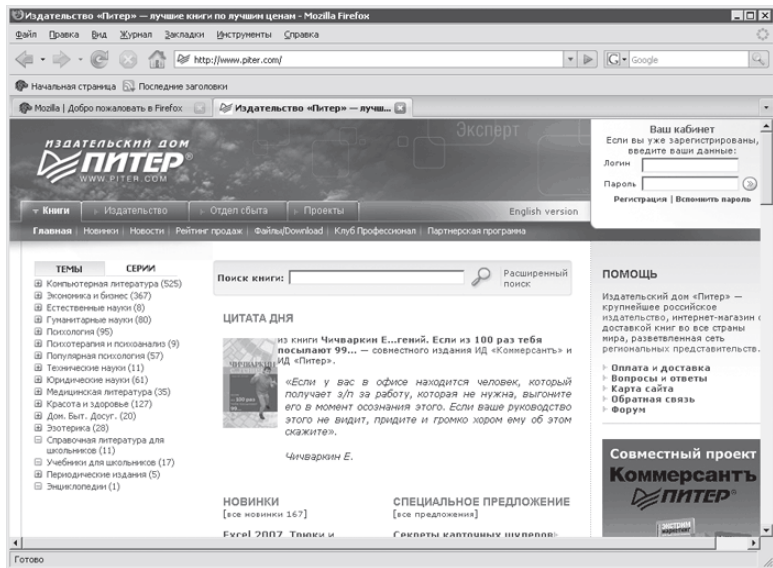 Издательство «Питер» — лучшие книги по лучшим ценам - Mozilla Firefox
Файл Правка Вид Журнал Закладки Инструменты Справка
http://www.piter.com/
Google
Начальная страница Последние заголовки
Mozilla | Добро пожаловать в Firefox
Издательство «Питер» — лучш...
ИЗДАТЕЛЬСКИЙ ДОМ
ПИТЕР®
WWW.PITER.COM
Эксперт
Ваш кабинет
Если вы уже зарегистрированы,
введите ваши данные:
Логин
Пароль
Регистрация | Вспомнить пароль
Книги Издательство Отдел сбыта Проекты
English version
Главная | Новинки | Новости | Рейтинг продаж | Файлы/Download | Клуб Профессионал | Партнерская программа
ТЕМЫ СЕРИИ
Компьютерная литература (525)
Экономика и бизнес (367)
Естественные науки (8)
Гуманитарные науки (80)
Психология (95)
Психотерапия и психоанализ (9)
Популярная психология (57)
Технические науки (11)
Юридические науки (61)
Медицинская литература (35)
Красота и здоровье (127)
Дом. Быт. Досуг. (20)
Эзотерика (28)
Справочная литература для
школьников (11)
Учебники для школьников (17)
Периодические издания (5)
Энциклопедии (1)
Поиск книги:
Расширенный
поиск
ЦИТАТА ДНЯ
из книги Чичваркин Е...гений. Если из 100 раз тебя
посылают 99... — совместного издания ИД «Коммерсантъ» и
ИД «Питер».
ЧИЧВАРКИН
«Если у вас в офисе находится человек, который
получает з/п за работу, которая не нужна, выгоните
его в момент осознания этого. Если ваше руководство
этого не видит, придите и громко хором ему об этом
скажите».
Чичваркин Е.
НОВИНКИ
[все новинки 167]
Excel 2007. Трюки и
СПЕЦИАЛЬНОЕ ПРЕДЛОЖЕНИЕ
[все предложения]
Секреты карточных шулеров
ПОМОЩЬ
Издательский дом «Питер» —
крупнейшее российское
издательство, интернет-магазин с
доставкой книг во все страны
мира, разветвленная сеть
региональных представительств.
Оплата и доставка
Вопросы и ответы
Карта сайта
Обратная связь
Форум
Совместный проект
Коммерсантъ
ПИТЕР®
ЭКСТРИМ
Готово